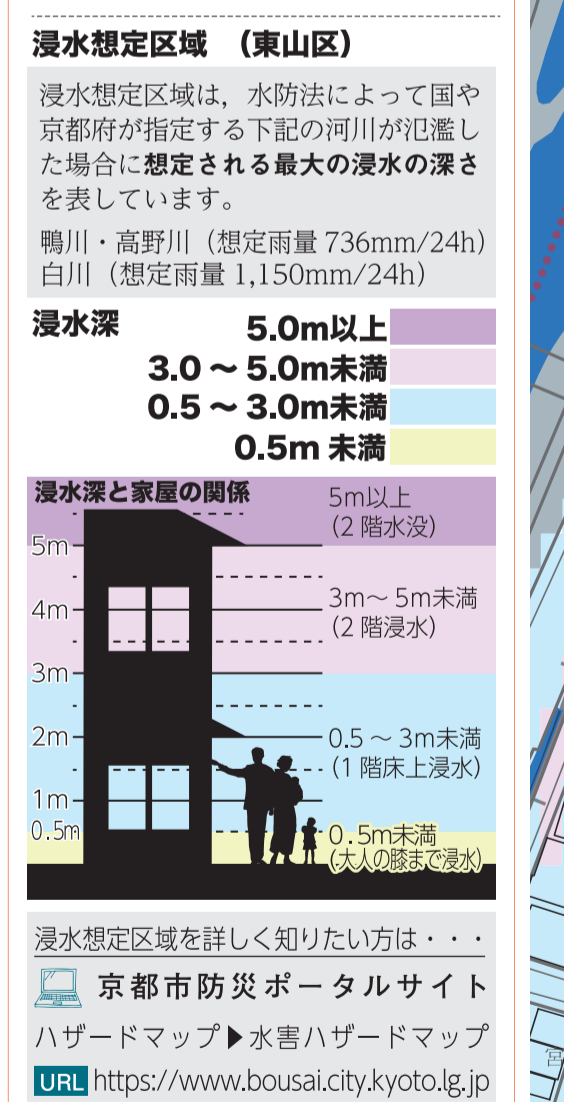 浸水想定区域 （東山区）
浸水想定区域は，水防法によって国や
京都府が指定する下記の河川が氾濫し
た場合に想定される最大の浸水の深さ
を表しています。
鴨川・高野川（想定雨量 736mm/24h）
白川（想定雨量 1,150mm/24h）
浸水深
5.0m以上
3.0 ～ 5.0m未満
0.5 ～ 3.0m未満
0.5m 未満
浸水深と家屋の関係
5m以上
（2 階水没）
5m
3m～ 5m未満
（2 階浸水）
4m
3m
2m
0.5 ～ 3m未満
（1 階床上浸水）
1m
0.5m
0.5m未満
（大人の膝まで浸水）
浸水想定区域を詳しく知りたい方は・・・
京都市防災ポータルサイト
ハザードマップ▶水害ハザードマップ
URL https://www.bousai.city.kyoto.lg.jp
宮